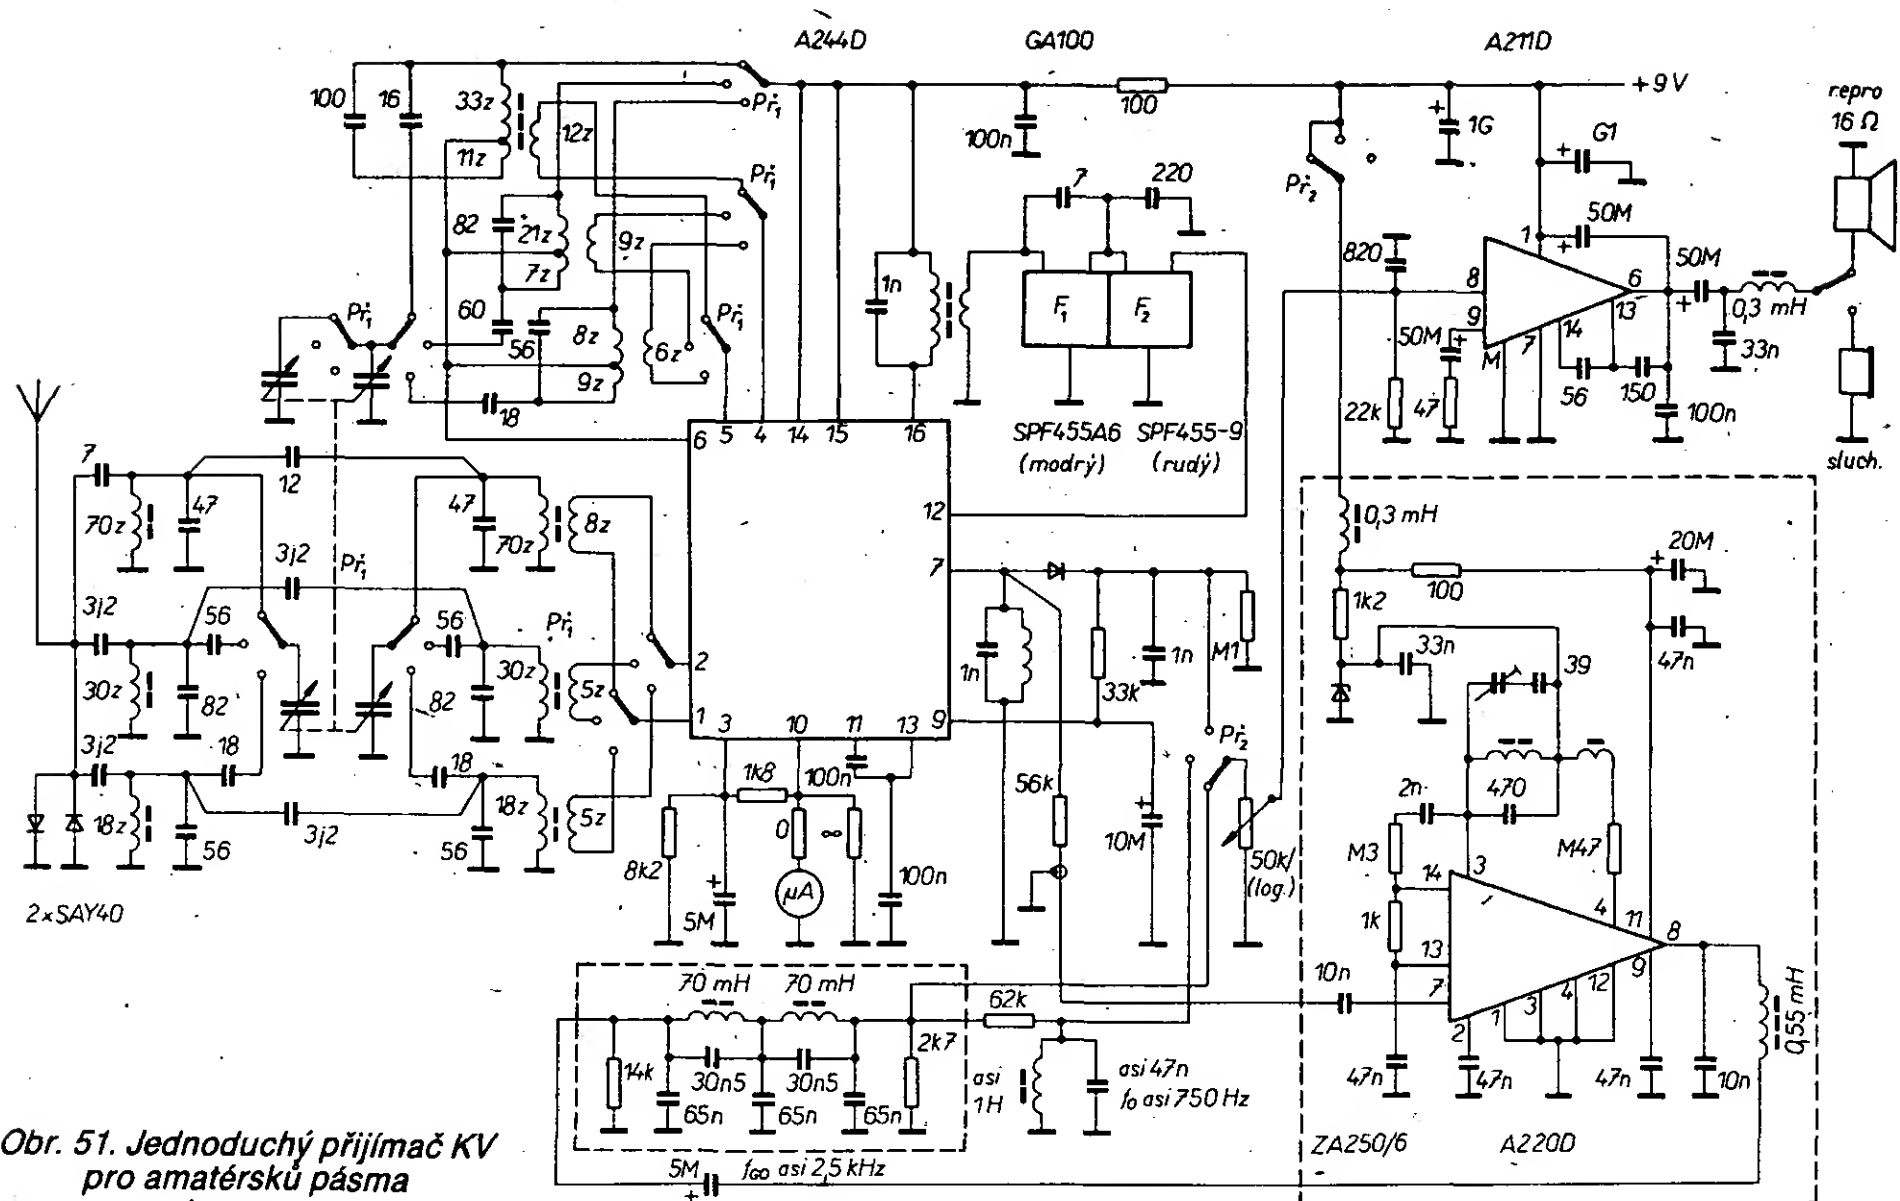 A244D
GA100
A211D
+9V
100
16
33z
12z
Př₁
100
11z
100n
+
1G
G1
+
repro
16 Ω
Př₁
7
220
Př₂
82
21z
9z
7z
50M
+
1
820
8
6
50M
+
60
Př₁
Př₁
1n
F₁
F₂
9
13
14
0,3 mH
56
8z
6z
50M
+
M
7
33n
9z
56
150
18
22k
47
100n
6
5
4
14
15
16
SPF455A6
SPF455-9
(modrý)
(rudý)
sluch.
7
12
47
47
70z
70z
8z
12
0,3 mH
3j2
Př₁
7
+
20M
100
3j2
56
56
Př₁
1k2
47n
30z
82
82
30z
5z
2
1n
33k
1n
M1
33n
39
1
3
10
11
13
9
3j2
18
18
Př₂
1k8
100n
56k
2n
470
18z
56
3j2
56
18z
5z
8k2
0
∞
+
10M
50k/
(log.)
M3
M47
μA
100n
14
3
2×SAY40
5M
+
1k
4
11
8
13
9
70 mH
70 mH
62k
10n
7
12
4
3
1
2
0,55 mH
14k
30n5
30n5
2k7
65n
65n
65n
asi
1H
asi 47n
f₀ asi 750 Hz
47n
47n
47n
10n
Obr. 51. Jednoduchý přijímač KV
pro amatérsků pásma
ZA250/6
A220D
5M
+
fGO asi 2,5 kHz